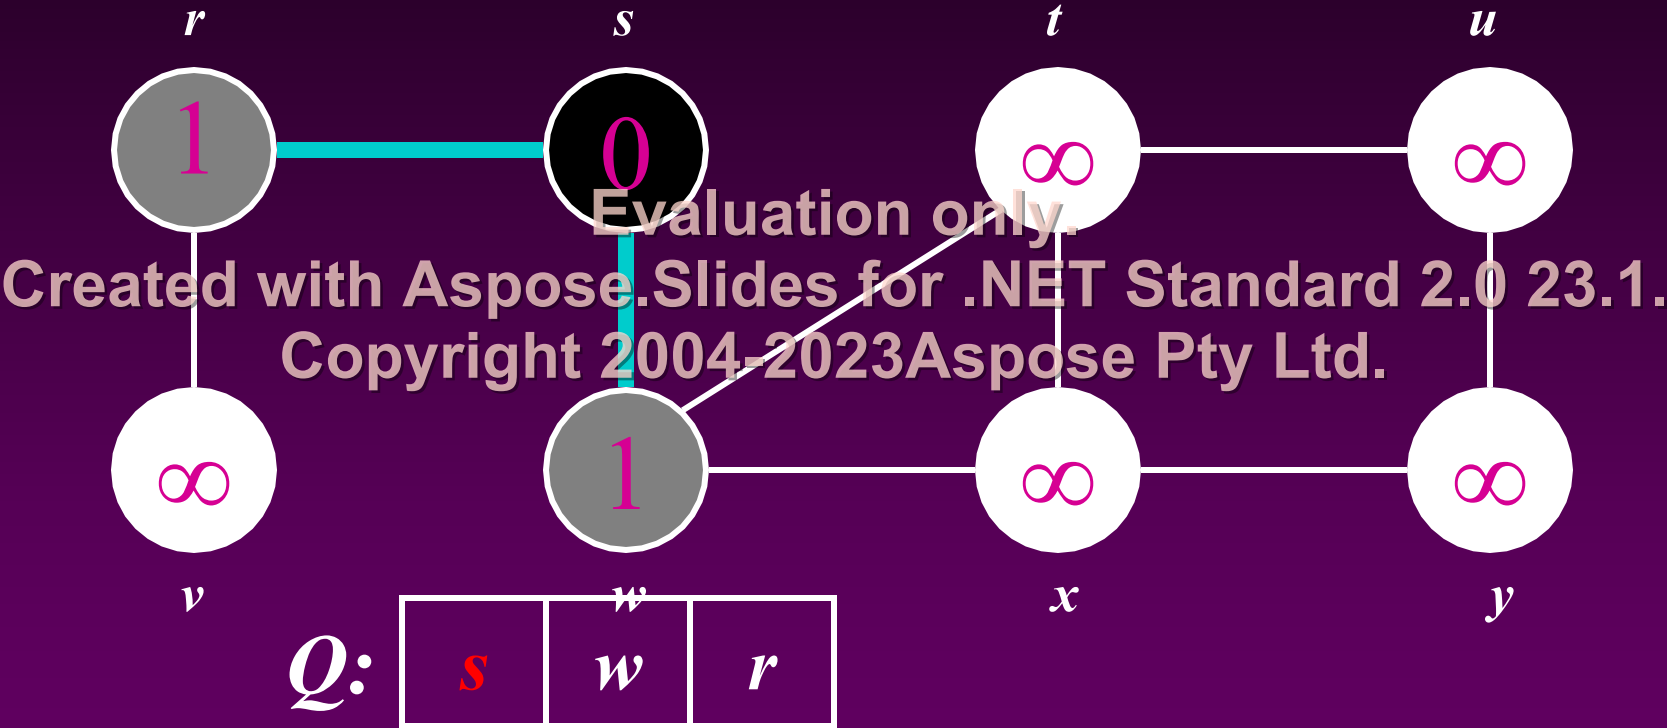 r s t u
1 0 ∞ ∞
Evaluation only.
Created with Aspose.Slides for .NET Standard 2.0 23.1.
Copyright 2004-2023Aspose Pty Ltd.
∞ 1 ∞ ∞
v w x y
Q: s w r